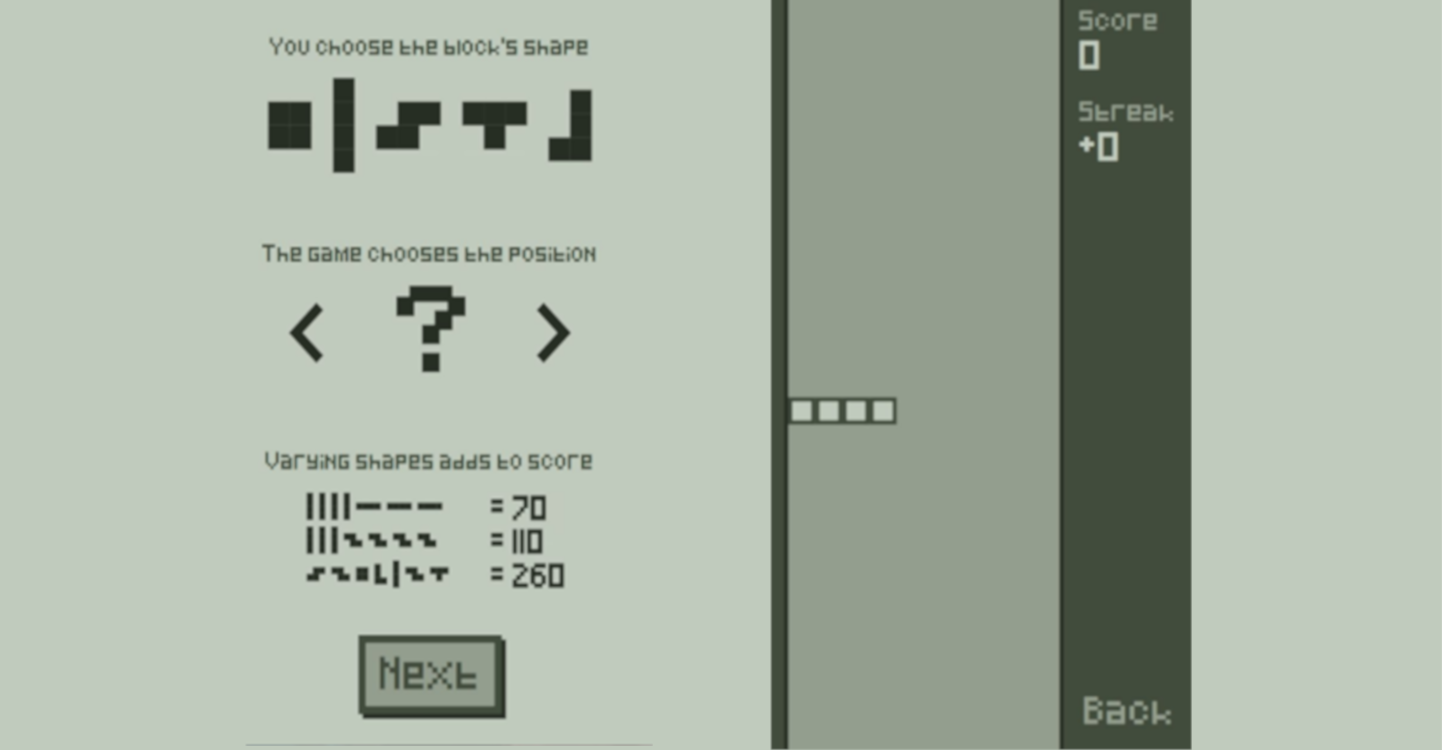 You choose the block's shape
The game chooses the position
?
Varying shapes adds to score
= 70
= 110
= 260
Next
Score
0
Streak
+0
Back